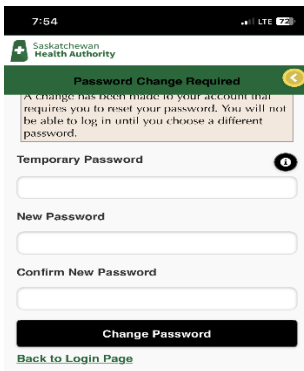 7:54
LTE 72
Saskatchewan
Health Authority
Password Change Required
A change has been made to your account that
requires you to reset your password. You will not
be able to log in until you choose a different
password.
Temporary Password
New Password
Confirm New Password
Change Password
Back to Login Page